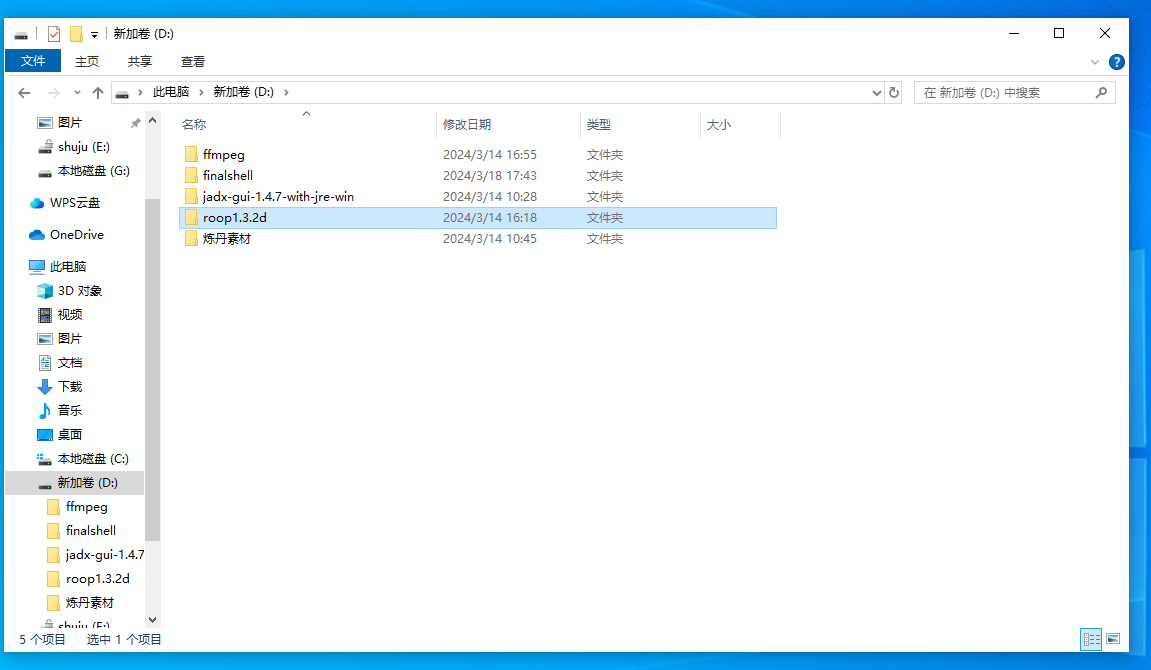 新加卷 (D:)
文件 主页 共享 查看
此电脑 新加卷 (D:) 在 新加卷 (D:) 中搜索
名称 修改日期 类型 大小
ffmpeg 2024/3/14 16:55 文件夹
finalshell 2024/3/18 17:43 文件夹
jadx-gui-1.4.7-with-jre-win 2024/3/14 10:28 文件夹
roop1.3.2d 2024/3/14 16:18 文件夹
炼丹素材 2024/3/14 10:45 文件夹
图片
shuju (E:)
本地磁盘 (G:)
WPS云盘
OneDrive
此电脑
3D 对象
视频
图片
文档
下载
音乐
桌面
本地磁盘 (C:)
新加卷 (D:)
ffmpeg
finalshell
jadx-gui-1.4.7
roop1.3.2d
炼丹素材
shuju (E:)
5 个项目 选中 1 个项目